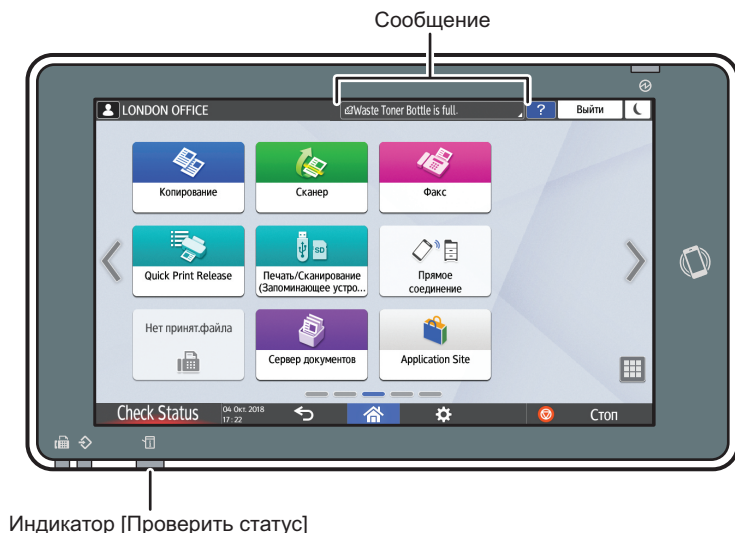 Сообщение
LONDON OFFICE
Waste Toner Bottle is full.
?
Выйти
Копирование
Сканер
Факс
SD
Quick Print Release
Печать/Сканирование
(Запоминающее устро...
Прямое
соединение
Нет принят.файла
Сервер документов
Application Site
Check Status
04 Окт. 2018
17:22
Стоп
Индикатор [Проверить статус]